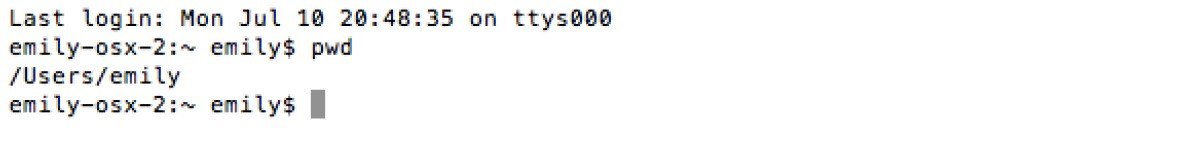 Last login: Mon Jul 10 20:48:35 on ttys000
emily-osx-2:~ emily$ pwd
/Users/emily
emily-osx-2:~ emily$